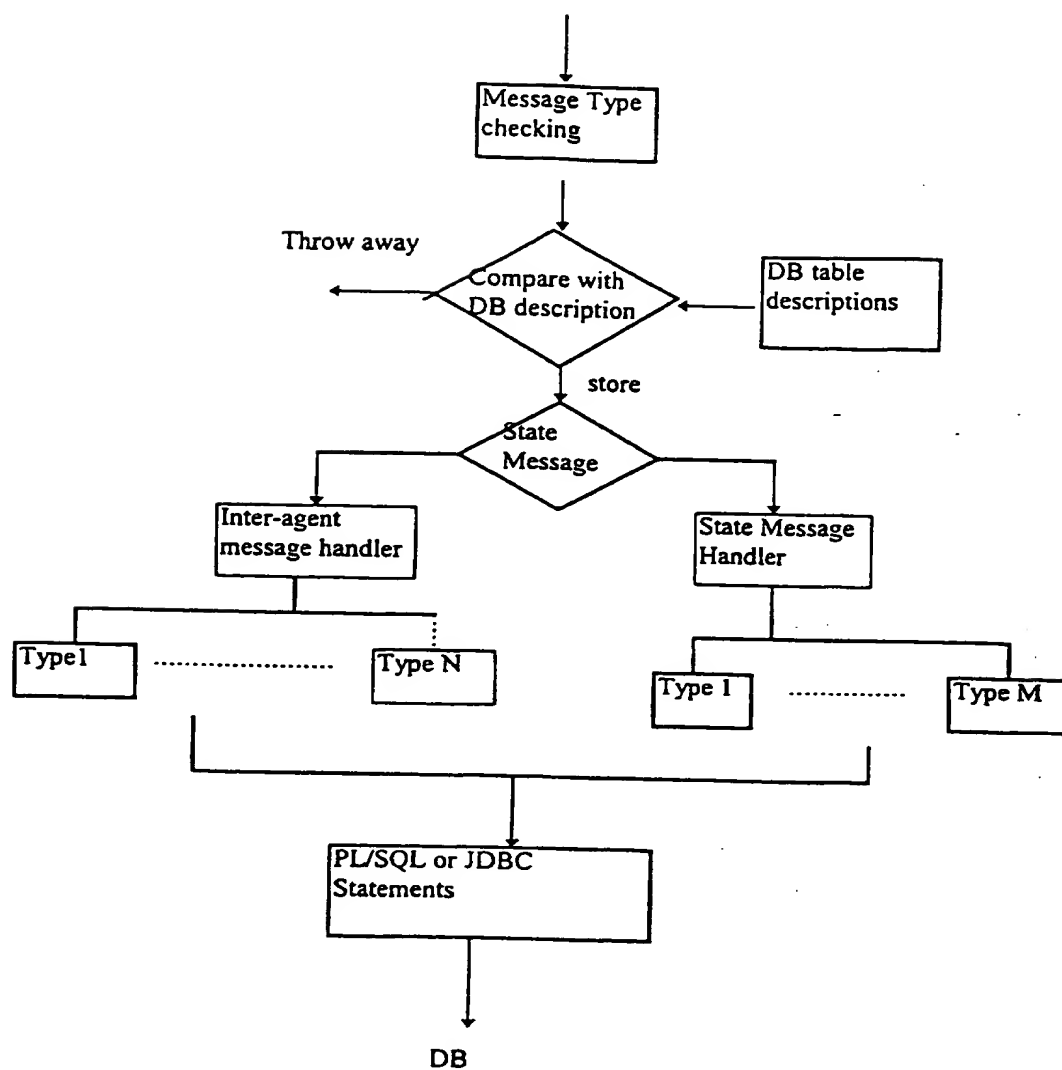 Message Type
checking
Throw away
Compare with
DB description
DB table
descriptions
store
State
Message
Inter-agent
message handler
State Message
Handler
Type1
Type N
Type 1
Type M
PL/SQL or JDBC
Statements
DB